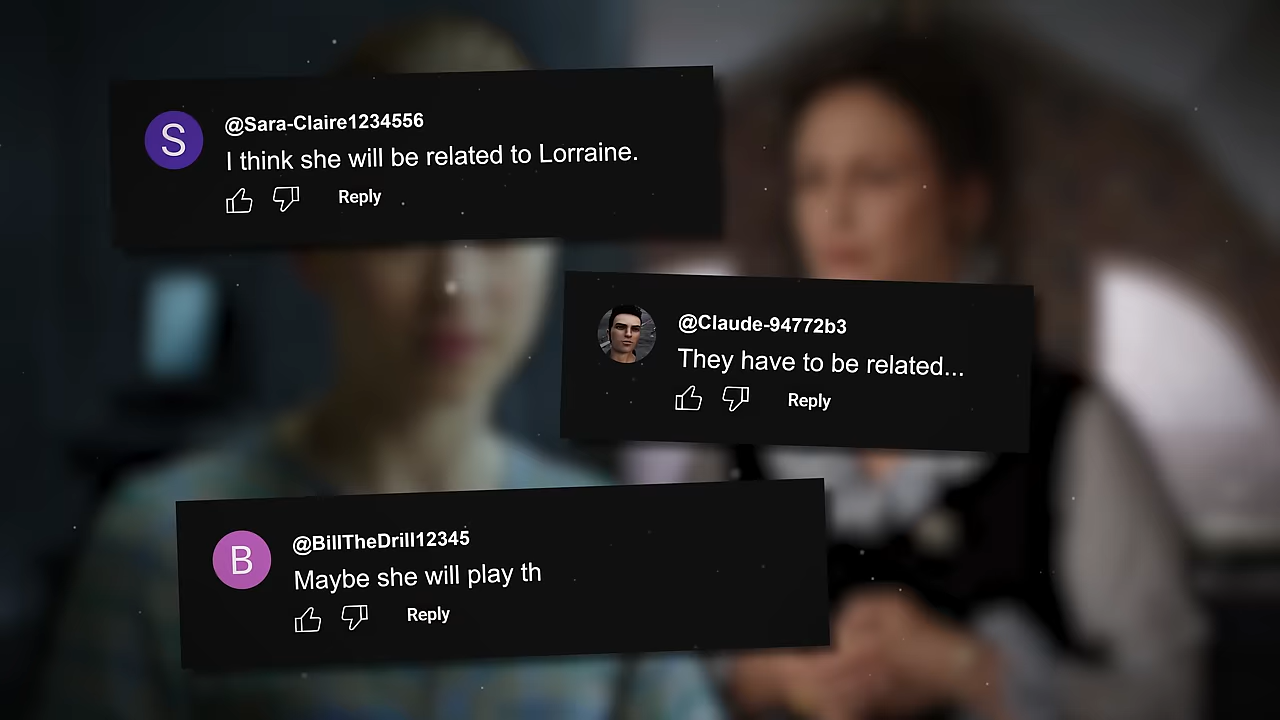 S
@Sara-Claire1234556
I think she will be related to Lorraine.
Reply
@Claude-94772b3
They have to be related...
Reply
B
@BillTheDrill12345
Maybe she will play th
Reply